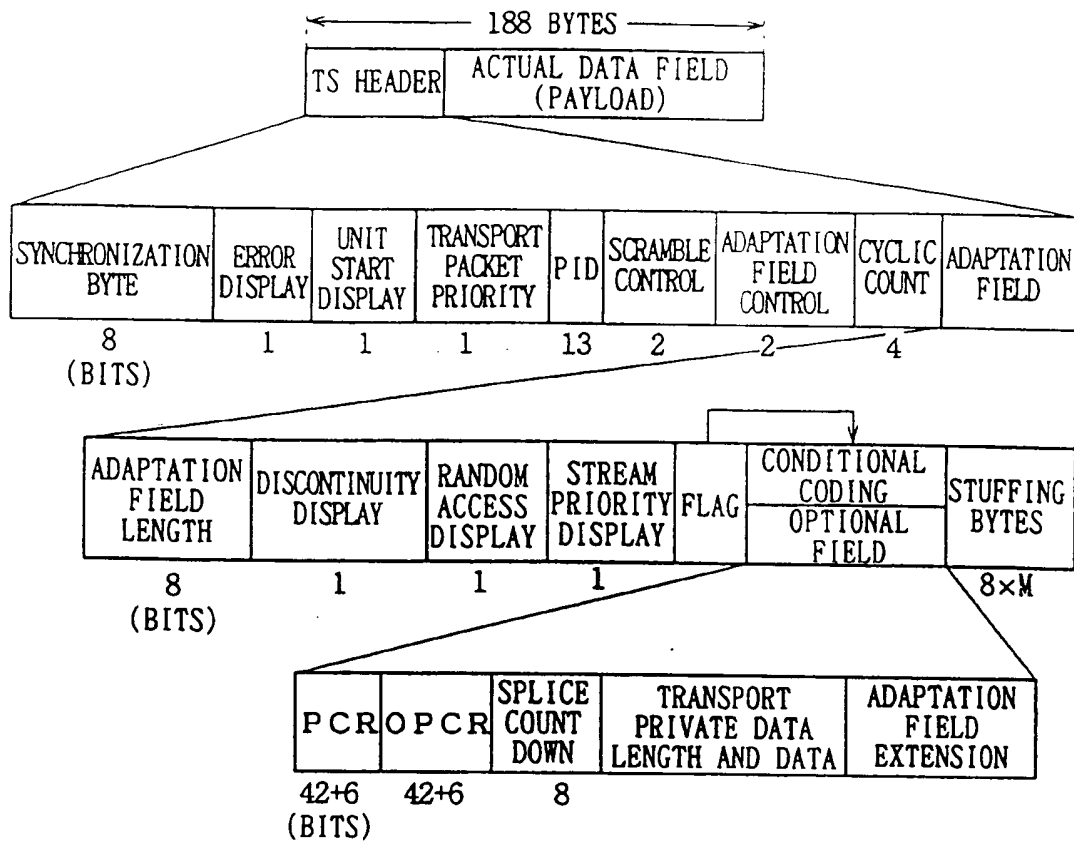 188 BYTES
TS HEADER
ACTUAL DATA FIELD
(PAYLOAD)
SYNCHRONIZATION
BYTE
ERROR
DISPLAY
UNIT
START
DISPLAY
TRANSPORT
PACKET
PRIORITY
PID
SCRAMBLE
CONTROL
ADAPTATION
FIELD
CONTROL
CYCLIC
COUNT
ADAPTATION
FIELD
8
(BITS)
1
1
1
13
2
2
4
ADAPTATION
FIELD
LENGTH
DISCONTINUITY
DISPLAY
RANDOM
ACCESS
DISPLAY
STREAM
PRIORITY
DISPLAY
FLAG
CONDITIONAL
CODING
OPTIONAL
FIELD
STUFFING
BYTES
8
(BITS)
1
1
1
8×M
PCR
OPCR
SPLICE
COUNT
DOWN
TRANSPORT
PRIVATE DATA
LENGTH AND DATA
ADAPTATION
FIELD
EXTENSION
42+6
(BITS)
42+6
8